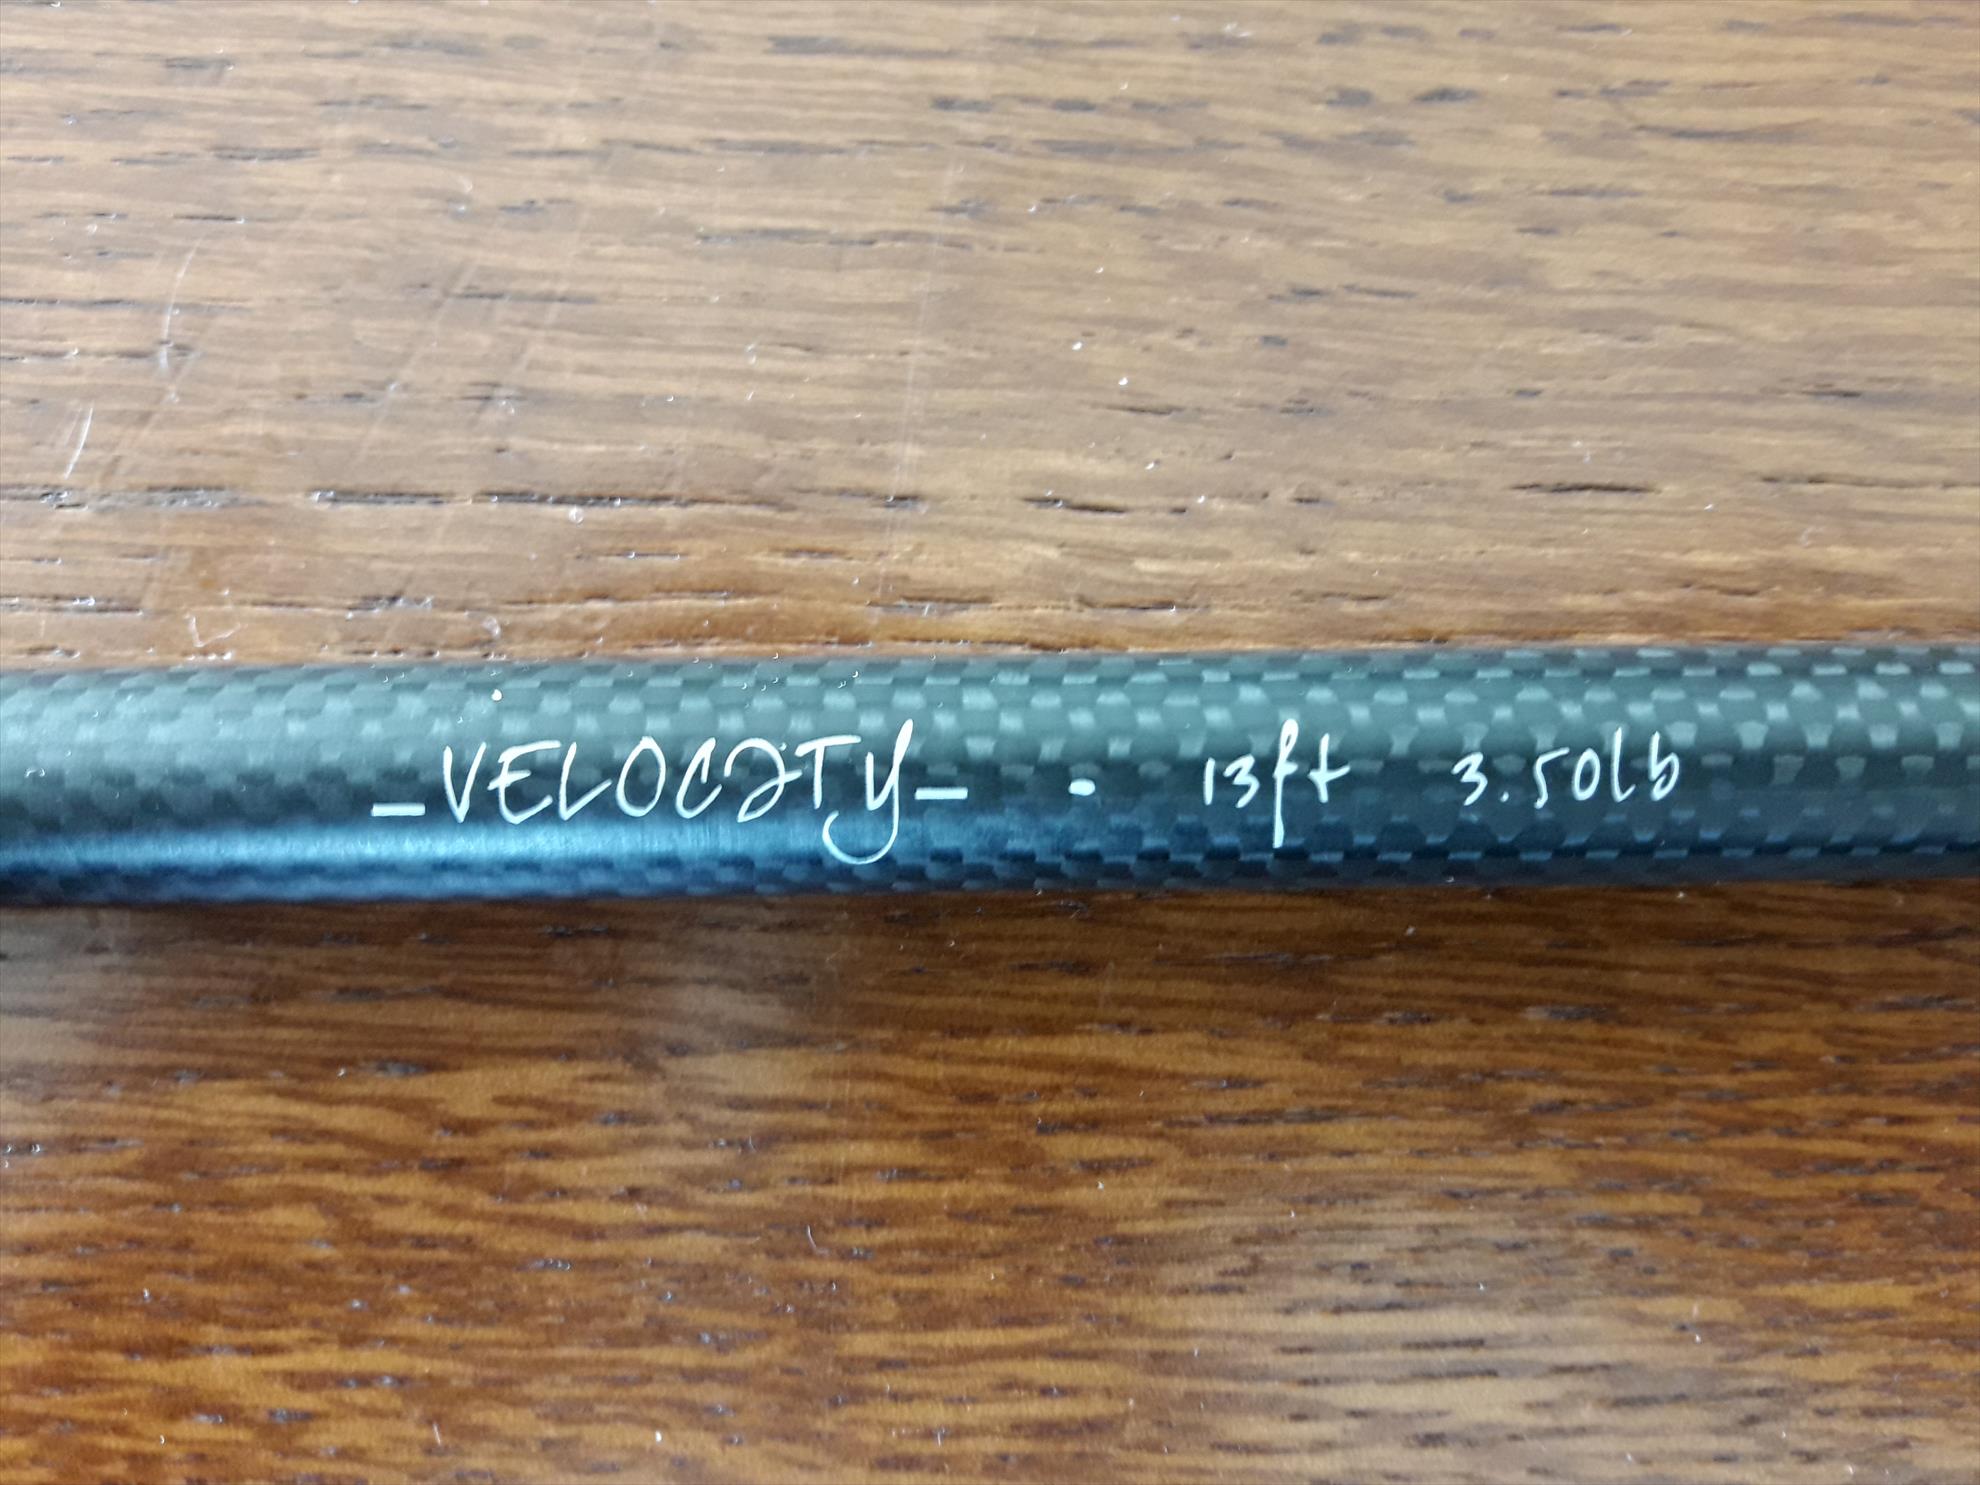 _VELOCITY_ - 13ft 3.50lb